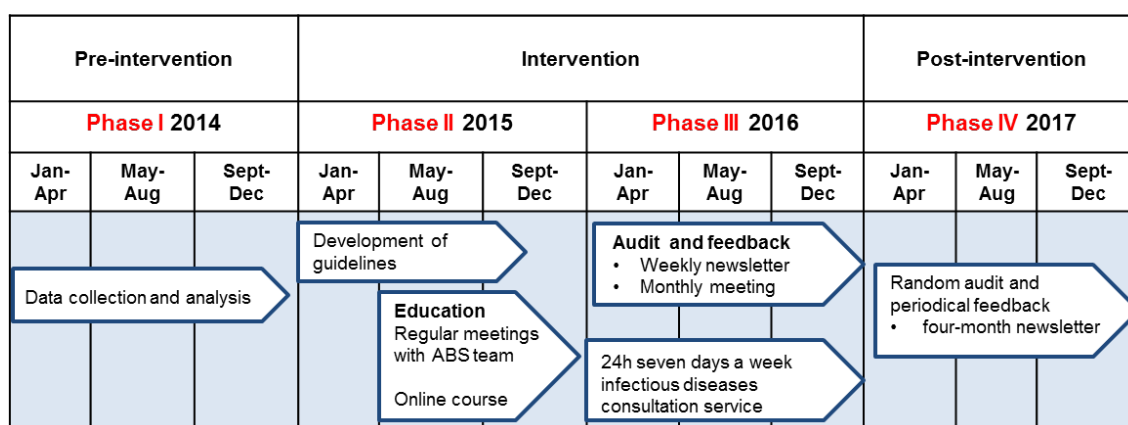 Pre-intervention
Intervention
Post-intervention
Phase I 2014
Phase II 2015
Phase III 2016
Phase IV 2017
Jan-
Apr
May-
Aug
Sept-
Dec
Jan-
Apr
May-
Aug
Sept-
Dec
Jan-
Apr
May-
Aug
Sept-
Dec
Jan-
Apr
May-
Aug
Sept-
Dec
Data collection and analysis
Development of
guidelines
Education
Regular meetings
with ABS team
Online course
Audit and feedback
• Weekly newsletter
• Monthly meeting
24h seven days a week
infectious diseases
consultation service
Random audit and
periodical feedback
• four-month newsletter